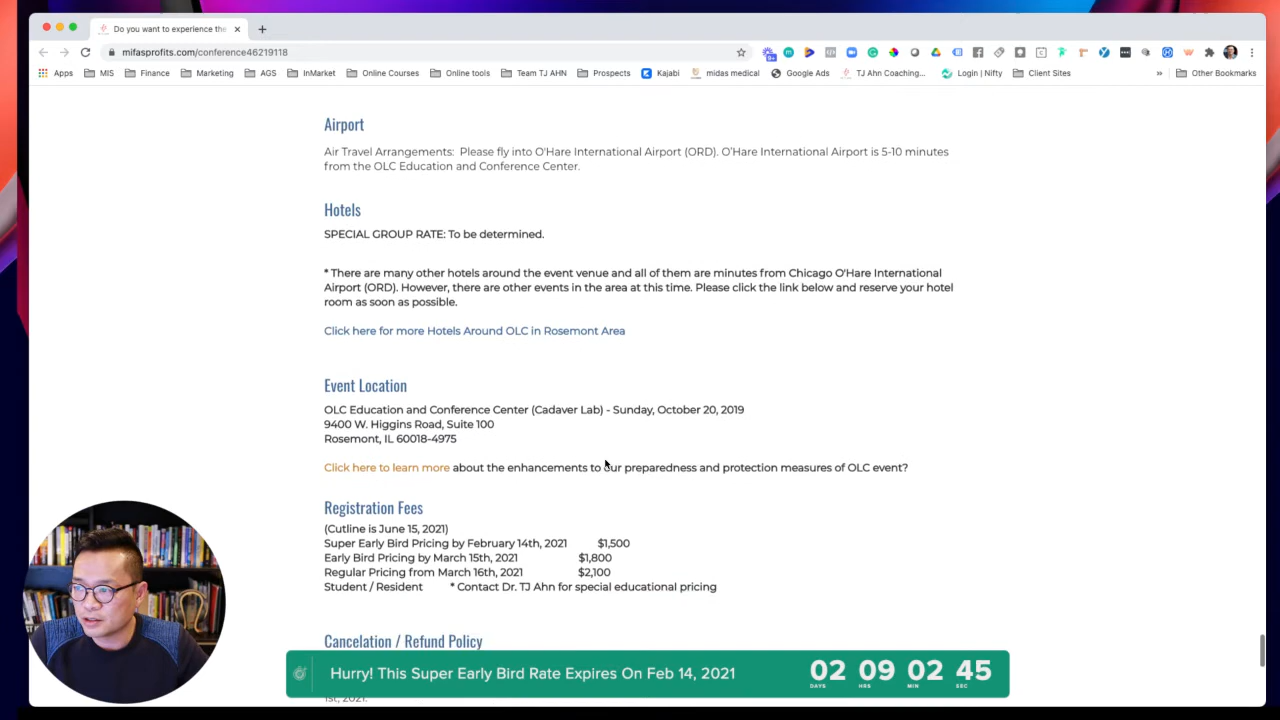 Do you want to experience the
mifasprofits.com/conference46219118
Apps MIS Finance Marketing AGS InMarket Online Courses Online tools Team TJ AHN Prospects Kajabi midas medical Google Ads TJ Ahn Coaching... Login | Nifty Client Sites » Other Bookmarks
Airport
Air Travel Arrangements: Please fly into O'Hare International Airport (ORD). O'Hare International Airport is 5-10 minutes
from the OLC Education and Conference Center.
Hotels
SPECIAL GROUP RATE: To be determined.
* There are many other hotels around the event venue and all of them are minutes from Chicago O'Hare International
Airport (ORD). However, there are other events in the area at this time. Please click the link below and reserve your hotel
room as soon as possible.
Click here for more Hotels Around OLC in Rosemont Area
Event Location
OLC Education and Conference Center (Cadaver Lab) - Sunday, October 20, 2019
9400 W. Higgins Road, Suite 100
Rosemont, IL 60018-4975
Click here to learn more about the enhancements to our preparedness and protection measures of OLC event?
Registration Fees
(Cutline is June 15, 2021)
Super Early Bird Pricing by February 14th, 2021 $1,500
Early Bird Pricing by March 15th, 2021 $1,800
Regular Pricing from March 16th, 2021 $2,100
Student / Resident * Contact Dr. TJ Ahn for special educational pricing
Cancelation / Refund Policy
Hurry! This Super Early Bird Rate Expires On Feb 14, 2021
02 09 02 45
DAYS HRS MIN SEC
1st, 2021.